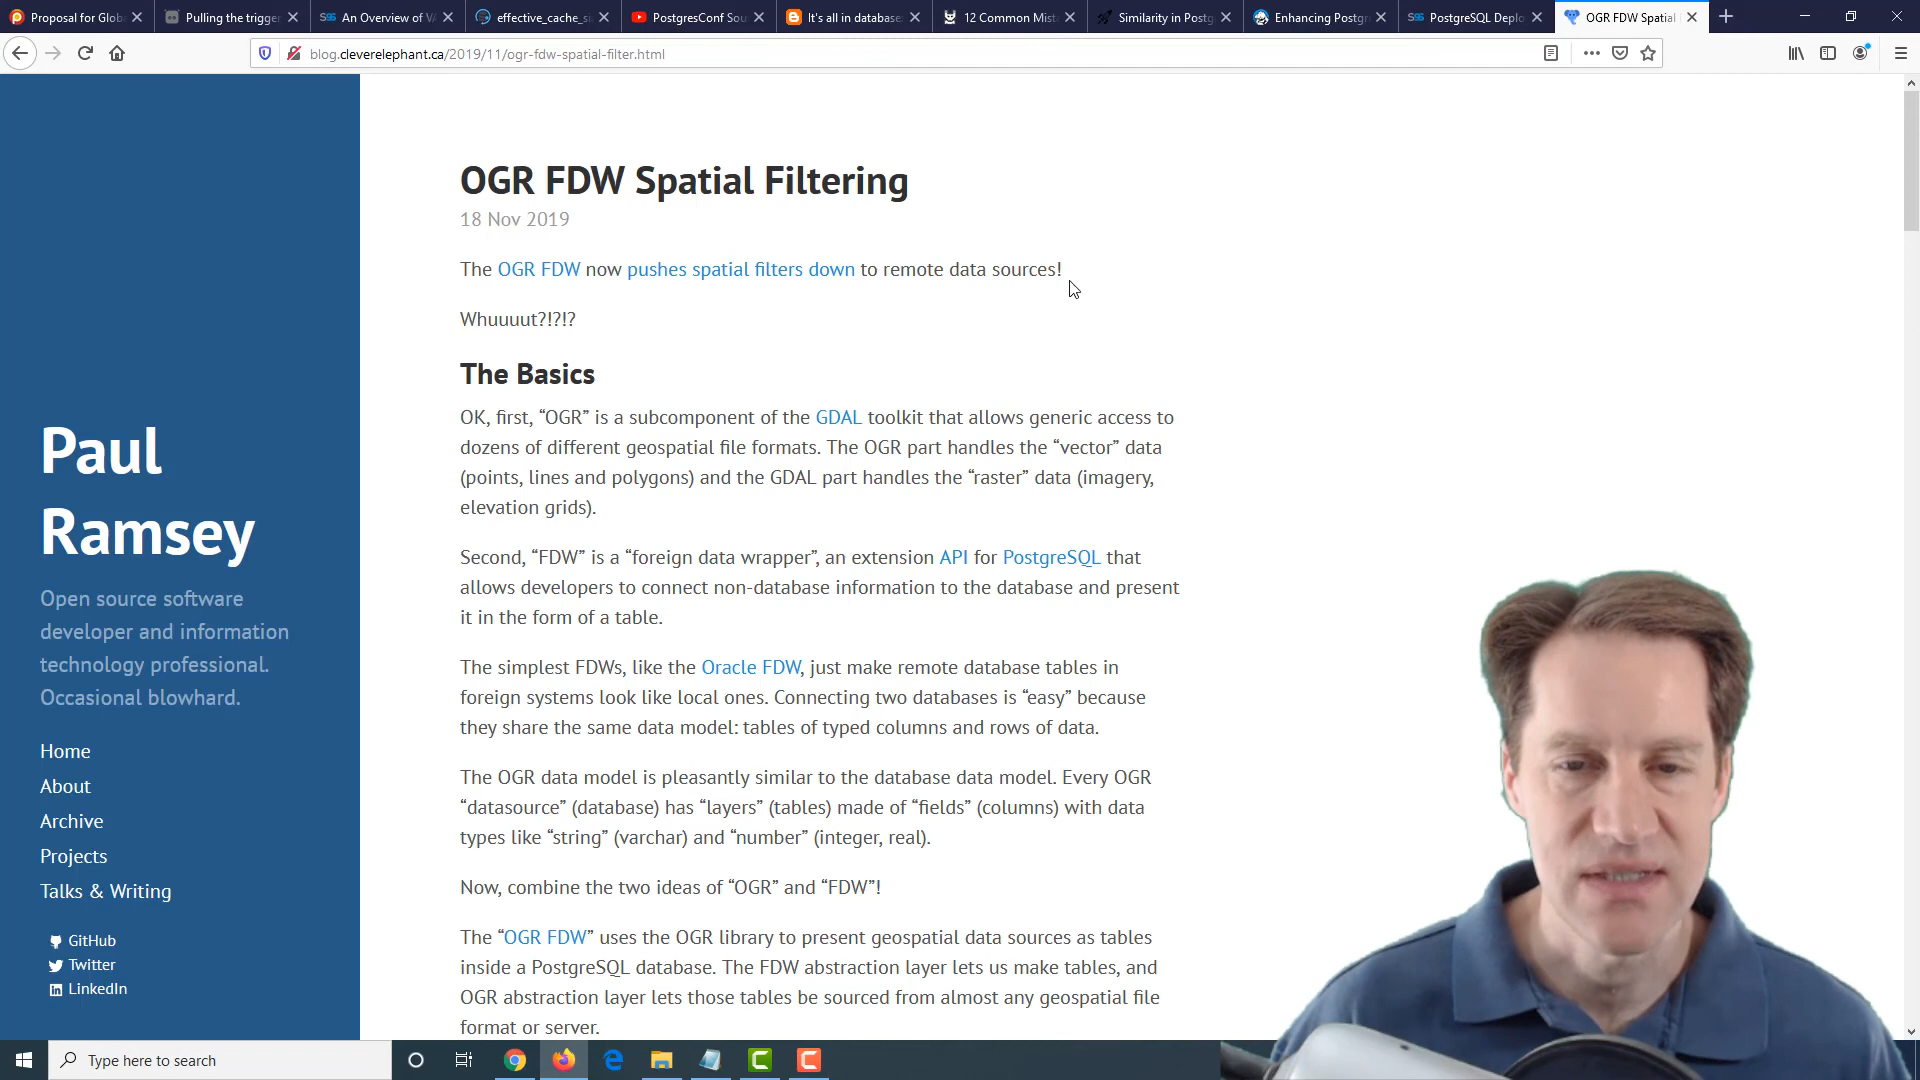 Proposal for Globa
Pulling the trigger
An Overview of VA
effective_cache_si
PostgresConf Sou
It's all in database
12 Common Mist
Similarity in Postg
Enhancing Postgr
PostgreSQL Deplo
OGR FDW Spatial
blog.cleverelephant.ca/2019/11/ogr-fdw-spatial-filter.html
Paul
Ramsey
Open source software
developer and information
technology professional.
Occasional blowhard.
Home
About
Archive
Projects
Talks & Writing
GitHub
Twitter
LinkedIn
OGR FDW Spatial Filtering
18 Nov 2019
The OGR FDW now pushes spatial filters down to remote data sources!
Whuuuut?!?!?
The Basics
OK, first, “OGR” is a subcomponent of the GDAL toolkit that allows generic access to
dozens of different geospatial file formats. The OGR part handles the “vector” data
(points, lines and polygons) and the GDAL part handles the “raster” data (imagery,
elevation grids).
Second, “FDW” is a “foreign data wrapper”, an extension API for PostgreSQL that
allows developers to connect non-database information to the database and present
it in the form of a table.
The simplest FDWs, like the Oracle FDW, just make remote database tables in
foreign systems look like local ones. Connecting two databases is “easy” because
they share the same data model: tables of typed columns and rows of data.
The OGR data model is pleasantly similar to the database data model. Every OGR
“datasource” (database) has “layers” (tables) made of “fields” (columns) with data
types like “string” (varchar) and “number” (integer, real).
Now, combine the two ideas of “OGR” and “FDW”!
The “OGR FDW” uses the OGR library to present geospatial data sources as tables
inside a PostgreSQL database. The FDW abstraction layer lets us make tables, and
OGR abstraction layer lets those tables be sourced from almost any geospatial file
format or server.
Type here to search